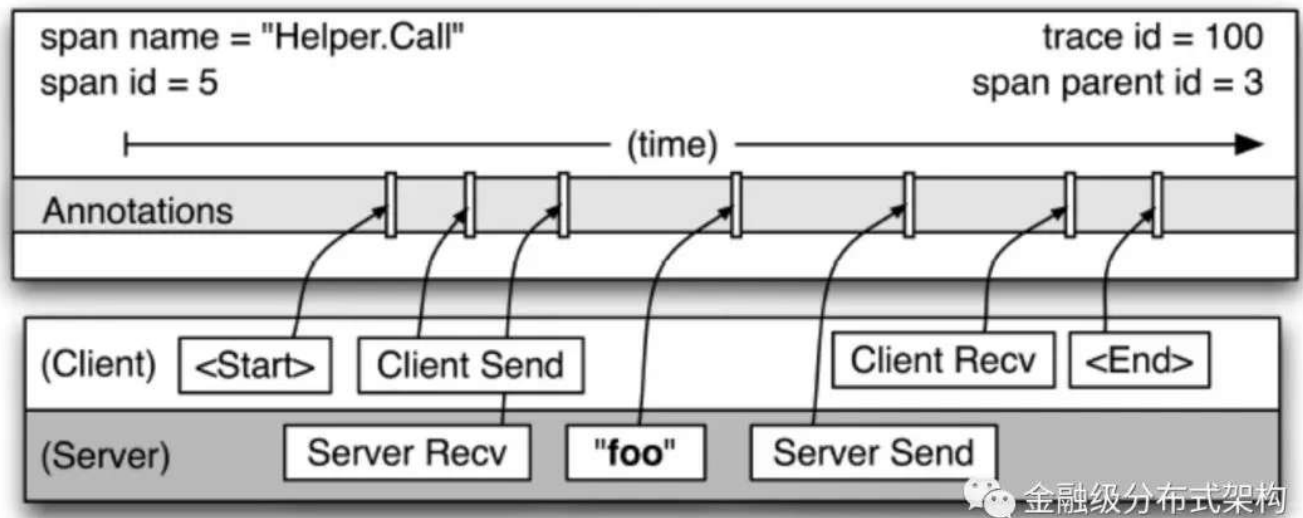 span name = "Helper.Call"
trace id = 100
span id = 5
span parent id = 3
(time)
Annotations
(Client)
<Start>
Client Send
Client Recv
<End>
(Server)
Server Recv
"foo"
Server Send
金融级分布式架构